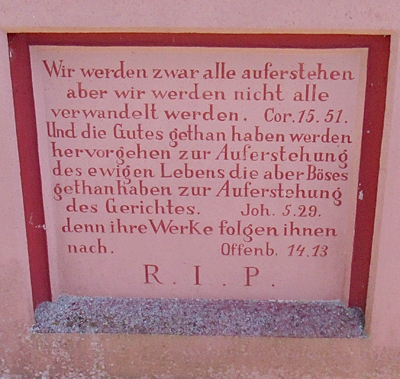 Wir werden zwar alle auferstehen
aber wir werden nicht alle
verwandelt werden. Cor. 15. 51.
Und die Gutes gethan haben werden
hervorgehen zur Auferstehung
des ewigen Lebens die aber Böses
gethan haben zur Auferstehung
des Gerichtes. Joh. 5. 29.
denn ihre Werke folgen ihnen
nach. Offenb. 14. 13
R. I. P.